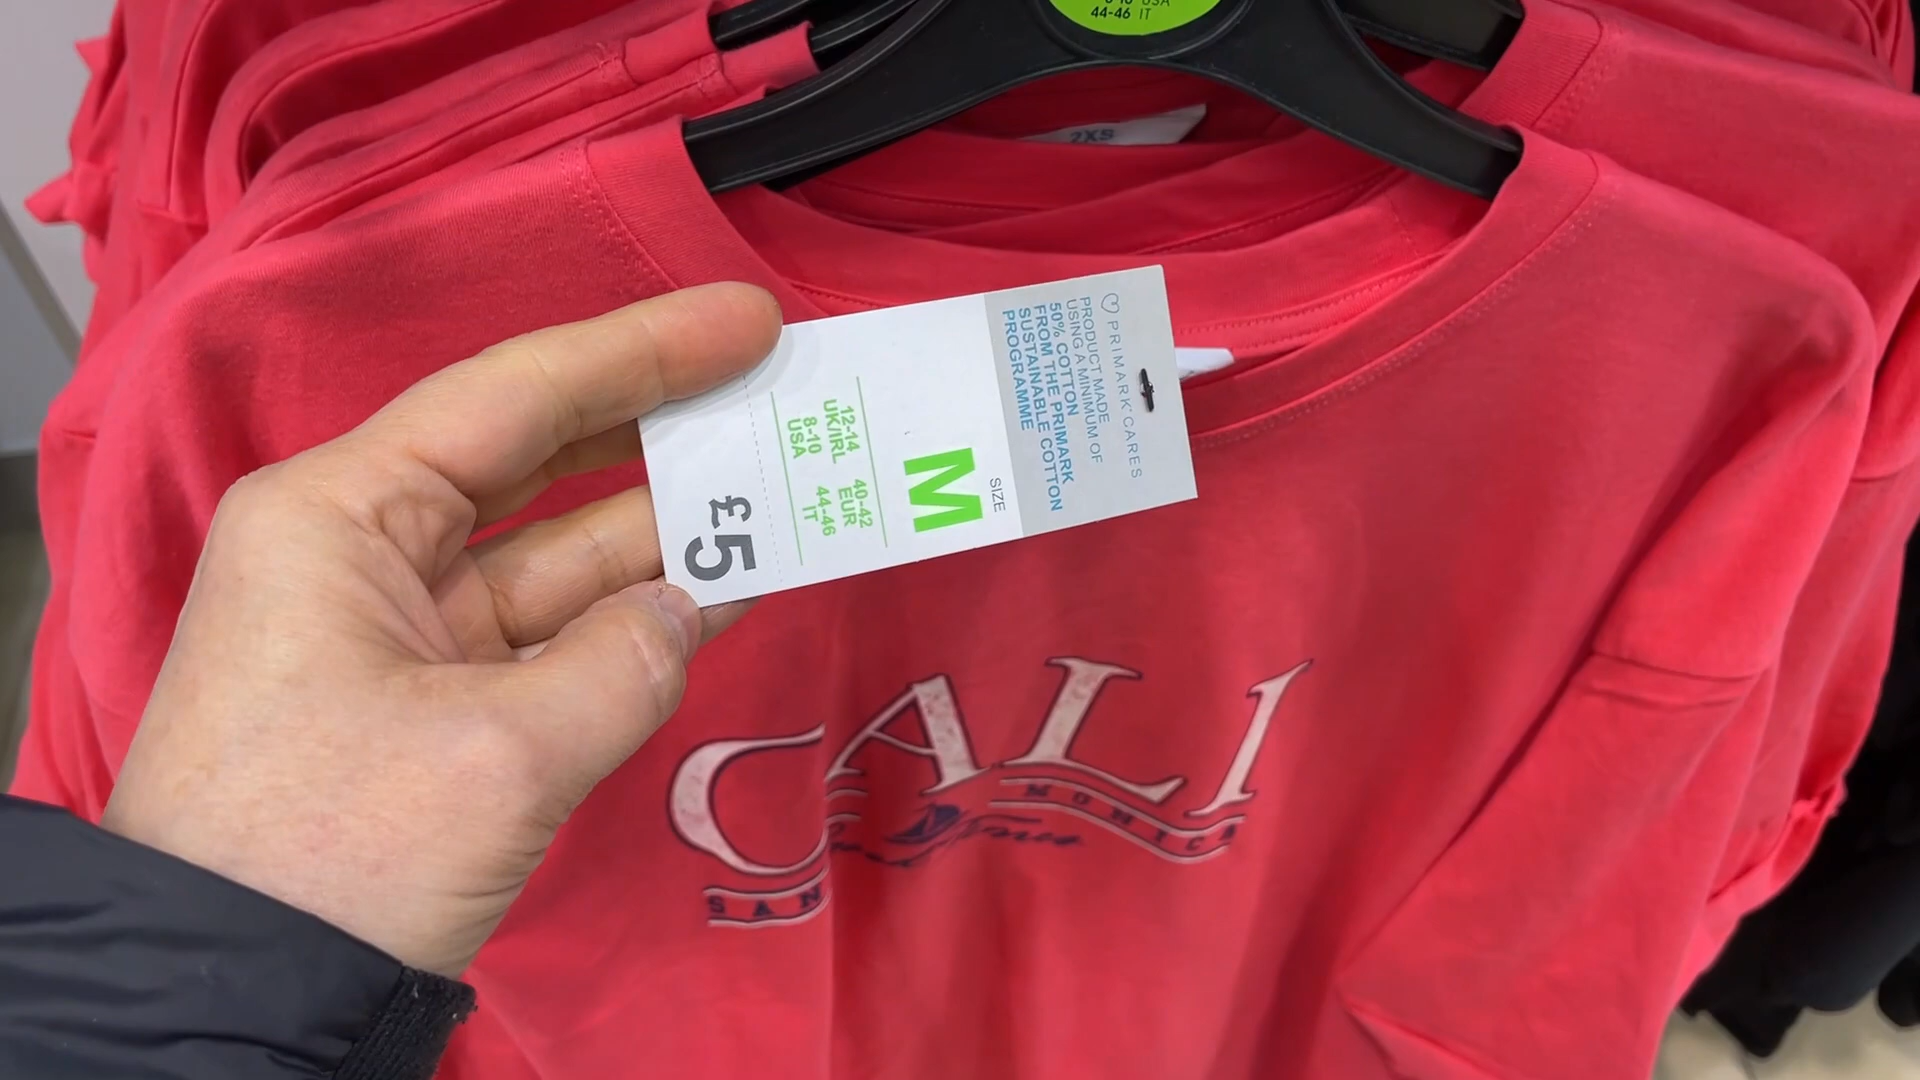 44-46 IT
2XS
PRIMARK CARES
PRODUCT MADE
USING A MINIMUM OF
50% COTTON
FROM THE PRIMARK
SUSTAINABLE COTTON
PROGRAMME
SIZE
M
12-14 40-42
UK/IRL EUR
8-10 44-46
USA IT
£5
CALI
SAN MONICA